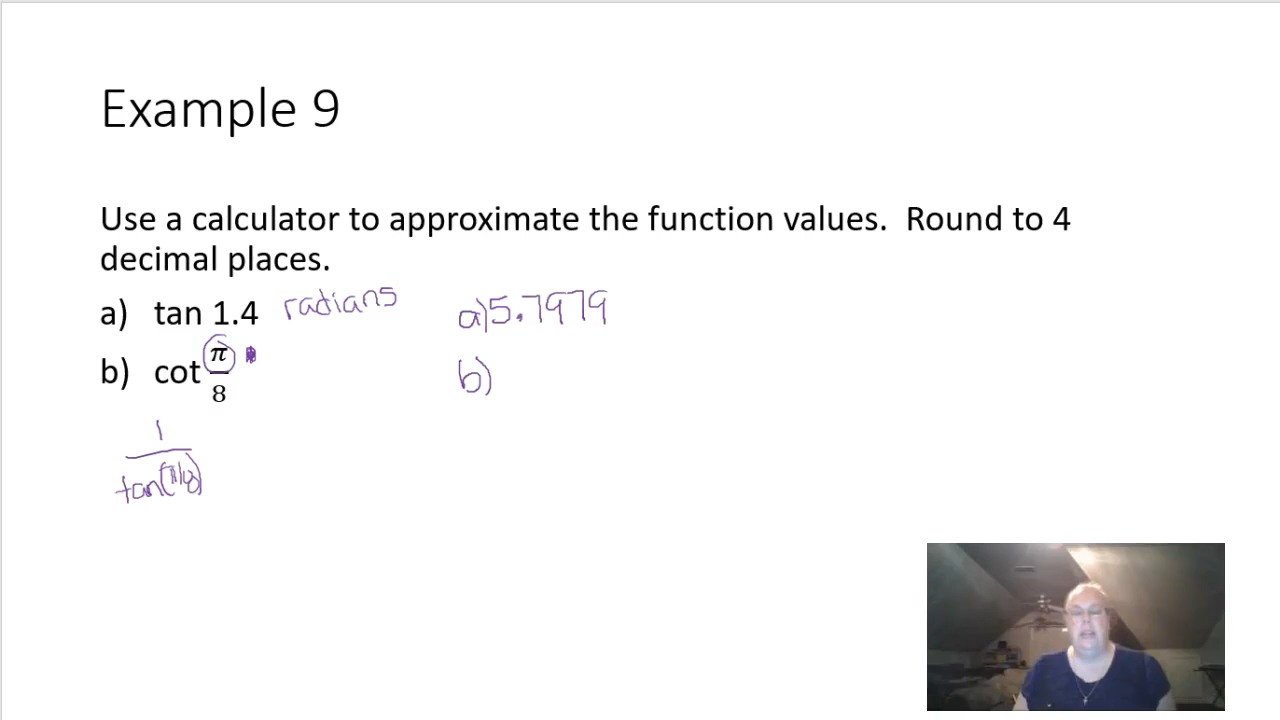 Example 9
Use a calculator to approximate the function values. Round to 4
decimal places.
a) tan 1.4 radians a) 5.7979
b) cot π/8 b)
1
tan(π/8)